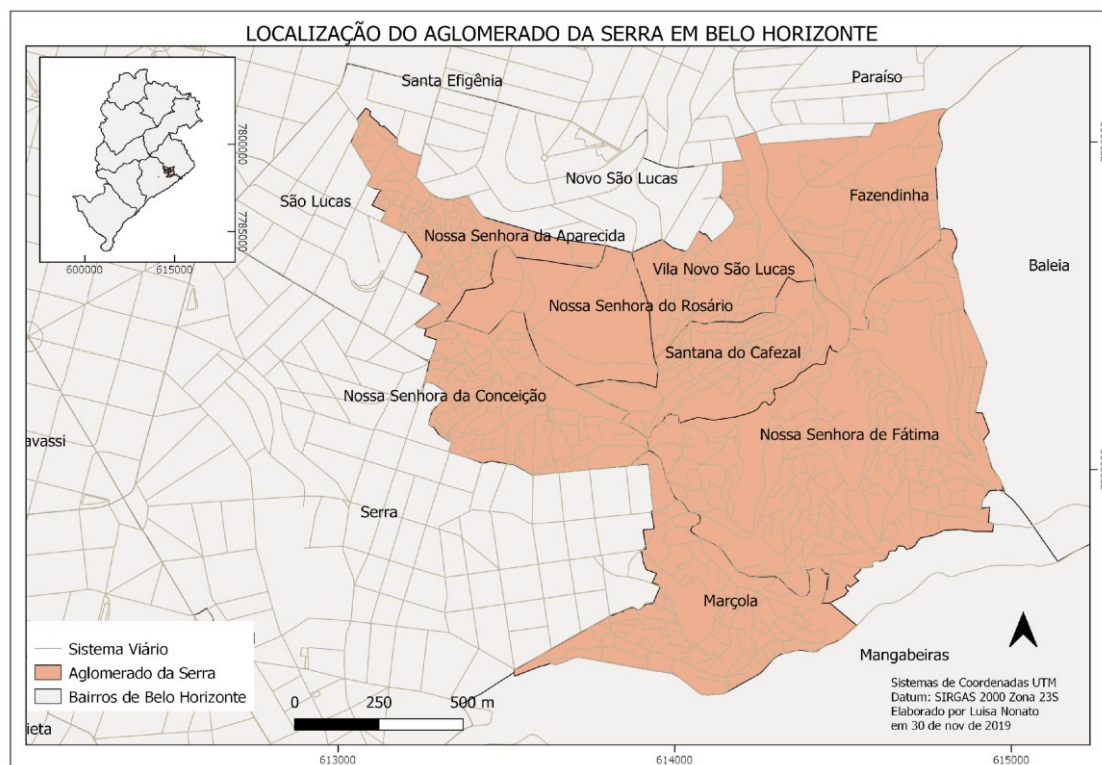 LOCALIZAÇÃO DO AGLOMERADO DA SERRA EM BELO HORIZONTE
7800000
7785000
600000
615000
Santa Efigênia
Paraíso
Novo São Lucas
São Lucas
Fazendinha
Nossa Senhora da Aparecida
Baleia
Vila Novo São Lucas
Nossa Senhora do Rosário
Santana do Cafezal
Nossa Senhora da Conceição
avassi
Nossa Senhora de Fátima
Serra
Marçola
Mangabeiras
Sistema Viário
Aglomerado da Serra
Bairros de Belo Horizonte
ieta
0 250 500 m
Sistemas de Coordenadas UTM
Datum: SIRGAS 2000 Zona 23S
Elaborado por Luisa Nonato
em 30 de nov de 2019
613000
614000
615000